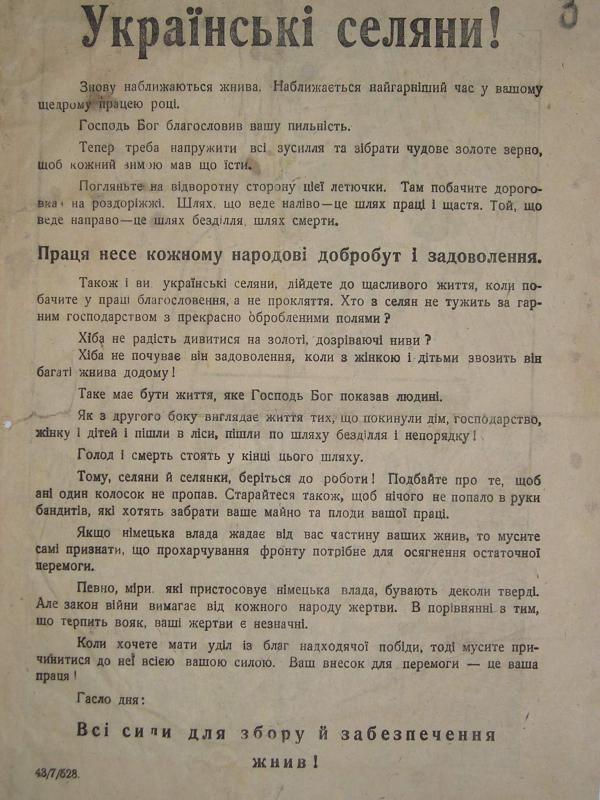 Українські селяни!
3
Знову наближаються жнива. Наближається найгарніший час у вашому
щедрому працею році.
Господь Бог благословив вашу пильність.
Тепер треба напружити всі зусилля та зібрати чудове золоте зерно,
щоб кожний зимою мав що їсти.
Погляньте на відворотну сторону цієї летючки. Там побачите дорого-
вказ на роздоріжжі. Шлях, що веде наліво—це шлях праці і щастя. Той, що
веде направо—це шлях безділля, шлях смерти.
Праця несе кожному народові добробут і задоволення.
Також і ви українські селяни, дійдете до щасливого життя, коли по-
бачите у праці благословення, а не прокляття. Хто з селян не тужить за гар-
ним господарством з прекрасно обробленими полями?
Хіба не радість дивитися на золоті, дозріваючі ниви?
Хіба не почуває він задоволення, коли з жінкою і дітьми звозить він
багаті жнива додому!
Таке має бути життя, яке Господь Бог показав людині.
Як з другого боку виглядає життя тих, що покинули дім, господарство,
жінку і дітей і пішли в ліси, пішли по шляху безділля і непорядку!
Голод і смерть стоять у кінці цього шляху.
Тому, селяни й селянки, беріться до роботи! Подбайте про те, щоб
ані один колосок не пропав. Старайтеся також, щоб нічого не попало в руки
бандитів, які хотять забрати ваше майно та плоди вашої праці.
Якщо німецька влада жадає від вас частину ваших жнив, то мусите
самі признати, що прохарчування фронту потрібне для осягнення остаточної
перемоги.
Певно, міри, які пристосовує німецька влада, бувають деколи тверді.
Але закон війни вимагає від кожного народу жертви. В порівнянні з тим,
що терпить вояк, ваші жертви є незначні.
Коли хочете мати уділ із благ надходячої побіди, тоді мусите при-
чинитися до неї всією вашою силою. Ваш внесок для перемоги — це ваша
праця!
Гасло дня:
Всі сили для збору й забезпечення
жнив!
43/7/528.